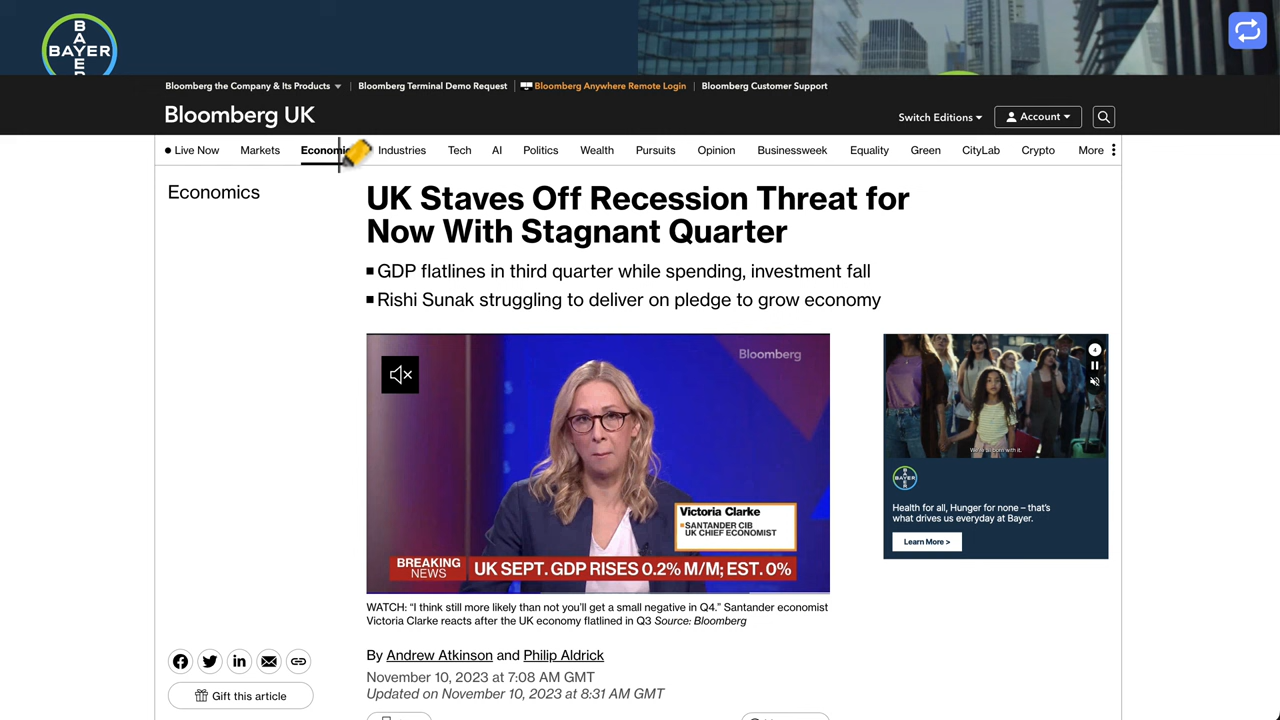 BAYER
BAYE
Bloomberg the Company & Its Products
Bloomberg Terminal Demo Request
Bloomberg Anywhere Remote Login
Bloomberg Customer Support
Bloomberg UK
Switch Editions
Account
Live Now
Markets
Economic
Industries
Tech
AI
Politics
Wealth
Pursuits
Opinion
Businessweek
Equality
Green
CityLab
Crypto
More
Economics
UK Staves Off Recession Threat for
Now With Stagnant Quarter
GDP flatlines in third quarter while spending, investment fall
Rishi Sunak struggling to deliver on pledge to grow economy
Bloomberg
Victoria Clarke
SANTANDER CIB
UK CHIEF ECONOMIST
BREAKING
NEWS
UK SEPT. GDP RISES 0.2% M/M; EST. 0%
4
BAYER
Health for all, Hunger for none – that's
what drives us everyday at Bayer.
Learn More >
WATCH: “I think still more likely than not you’ll get a small negative in Q4.” Santander economist
Victoria Clarke reacts after the UK economy flatlined in Q3 Source: Bloomberg
By Andrew Atkinson and Philip Aldrick
November 10, 2023 at 7:08 AM GMT
Updated on November 10, 2023 at 8:31 AM GMT
Gift this article